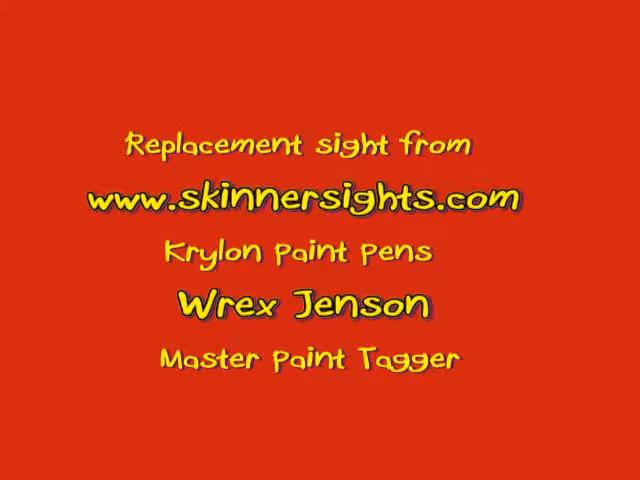 Replacement sight from
www.skinnersights.com
Krylon Paint Pens
Wrex Jenson
Master Paint Tagger